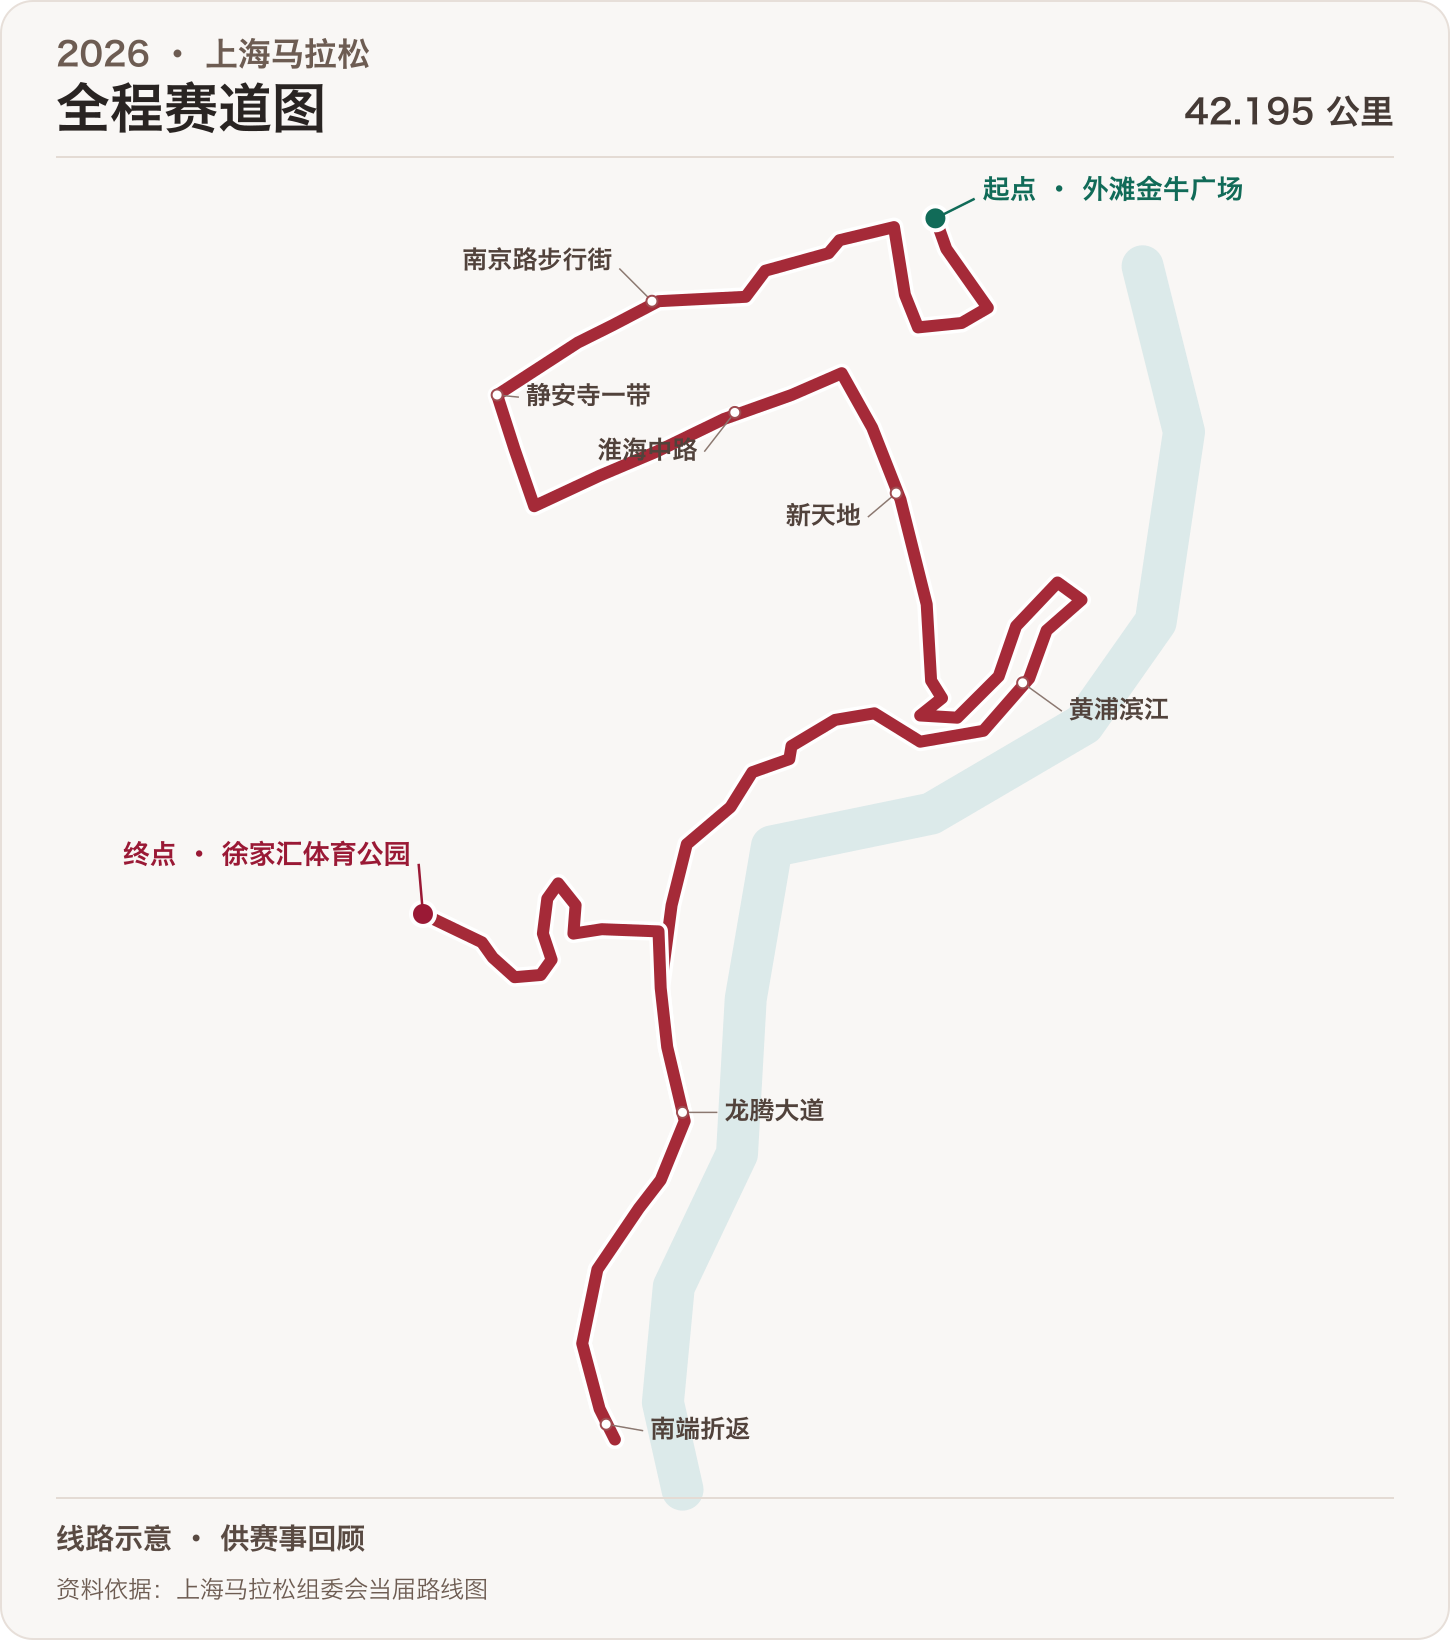 2026 · 上海马拉松
全程赛道图
42.195 公里
起点 · 外滩金牛广场
南京路步行街
静安寺一带
淮海中路
新天地
黄浦滨江
终点 · 徐家汇体育公园
龙腾大道
南端折返
线路示意 · 供赛事回顾
资料依据：上海马拉松组委会当届路线图